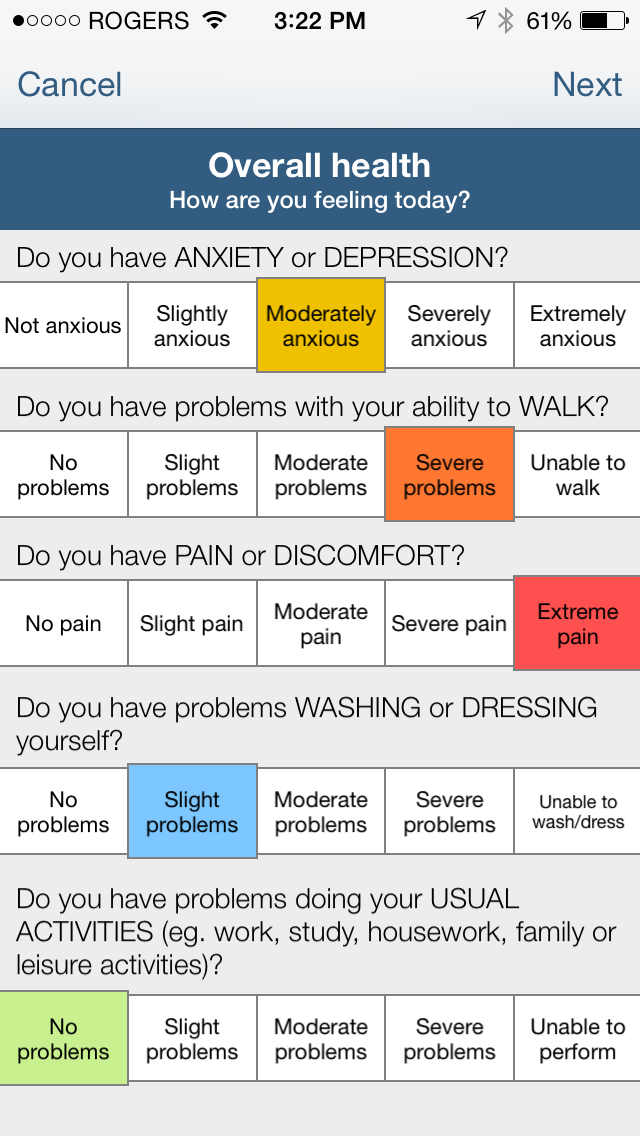 ROGERS 3:22 PM 61%
Cancel Next
Overall health
How are you feeling today?
Do you have ANXIETY or DEPRESSION?
Not anxious
Slightly
anxious
Moderately
anxious
Severely
anxious
Extremely
anxious
Do you have problems with your ability to WALK?
No
problems
Slight
problems
Moderate
problems
Severe
problems
Unable to
walk
Do you have PAIN or DISCOMFORT?
No pain
Slight pain
Moderate
pain
Severe pain
Extreme
pain
Do you have problems WASHING or DRESSING
yourself?
No
problems
Slight
problems
Moderate
problems
Severe
problems
Unable to
wash/dress
Do you have problems doing your USUAL
ACTIVITIES (eg. work, study, housework, family or
leisure activities)?
No
problems
Slight
problems
Moderate
problems
Severe
problems
Unable to
perform